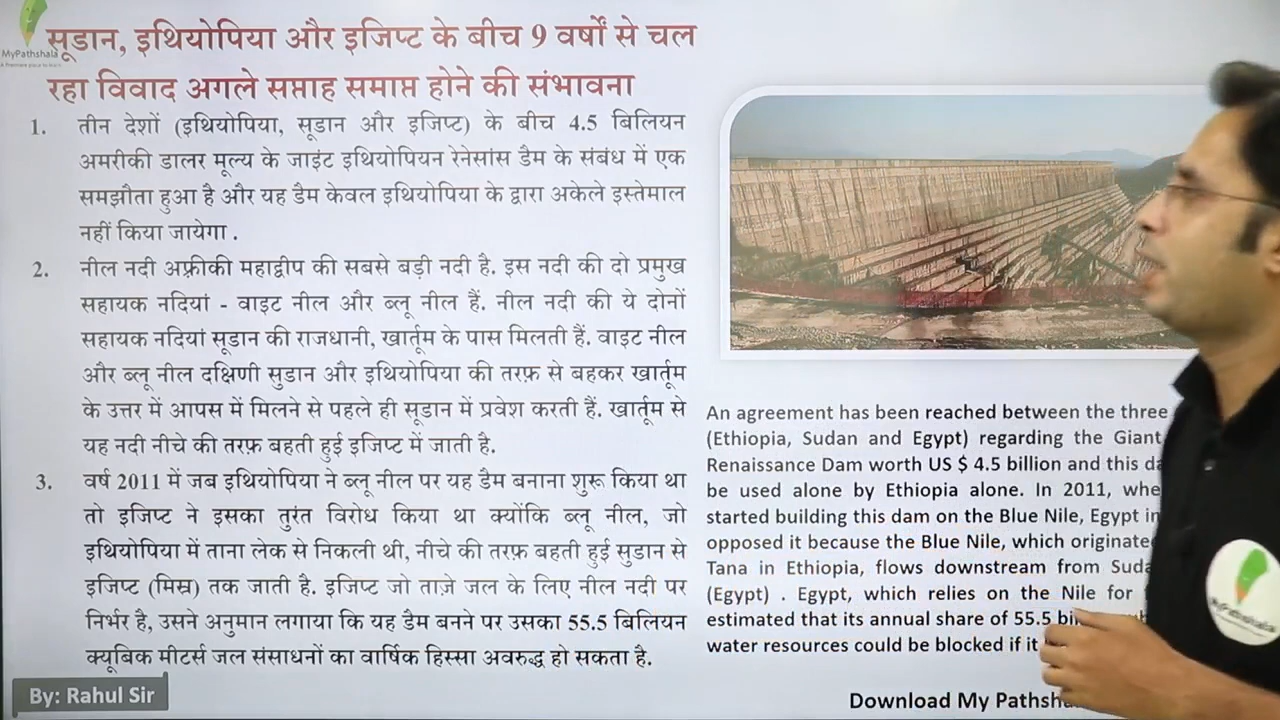 MyPathshala
सूडान, इथियोपिया और इजिप्ट के बीच 9 वर्षों से चल
रहा विवाद अगले सप्ताह समाप्त होने की संभावना
1. तीन देशों (इथियोपिया, सूडान और इजिप्ट) के बीच 4.5 बिलियन
अमरीकी डालर मूल्य के जाइंट इथियोपियन रेनेसांस डैम के संबंध में एक
समझौता हुआ है और यह डैम केवल इथियोपिया के द्वारा अकेले इस्तेमाल
नहीं किया जायेगा .
2. नील नदी अफ्रीकी महाद्वीप की सबसे बड़ी नदी है. इस नदी की दो प्रमुख
सहायक नदियां - वाइट नील और ब्लू नील हैं. नील नदी की ये दोनों
सहायक नदियां सूडान की राजधानी, खार्तूम के पास मिलती हैं. वाइट नील
और ब्लू नील दक्षिणी सुडान और इथियोपिया की तरफ़ से बहकर खार्तूम
के उत्तर में आपस में मिलने से पहले ही सूडान में प्रवेश करती हैं. खार्तूम से
यह नदी नीचे की तरफ़ बहती हुई इजिप्ट में जाती है.
3. वर्ष 2011 में जब इथियोपिया ने ब्लू नील पर यह डैम बनाना शुरू किया था
तो इजिप्ट ने इसका तुरंत विरोध किया था क्योंकि ब्लू नील, जो
इथियोपिया में ताना लेक से निकली थी, नीचे की तरफ़ बहती हुई सुडान से
इजिप्ट (मिस्र) तक जाती है. इजिप्ट जो ताज़े जल के लिए नील नदी पर
निर्भर है, उसने अनुमान लगाया कि यह डैम बनने पर उसका 55.5 बिलियन
क्यूबिक मीटर्स जल संसाधनों का वार्षिक हिस्सा अवरुद्ध हो सकता है.
An agreement has been reached between the three
(Ethiopia, Sudan and Egypt) regarding the Giant
Renaissance Dam worth US $ 4.5 billion and this
be used alone by Ethiopia alone. In 2011,
started building this dam on the Blue Nile, Egypt
opposed it because the Blue Nile, which
Tana in Ethiopia, flows downstream from
(Egypt) . Egypt, which relies on the Nile for
estimated that its annual share of 55.5
water resources could be blocked if
MyPathshala
By: Rahul Sir
Download My